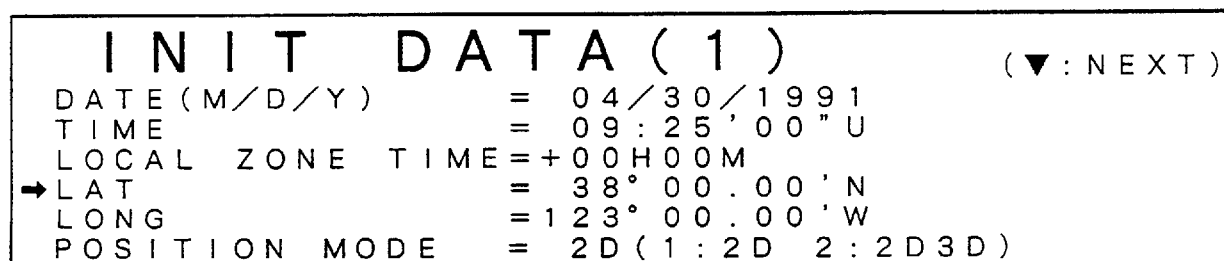 INIT DATA(1) (▼:NEXT)
DATE(M/D/Y) = 04/30/1991
TIME = 09:25'00"U
LOCAL ZONE TIME=+00H00M
➡LAT = 38°00.00'N
LONG =123°00.00'W
POSITION MODE = 2D(1:2D 2:2D3D)